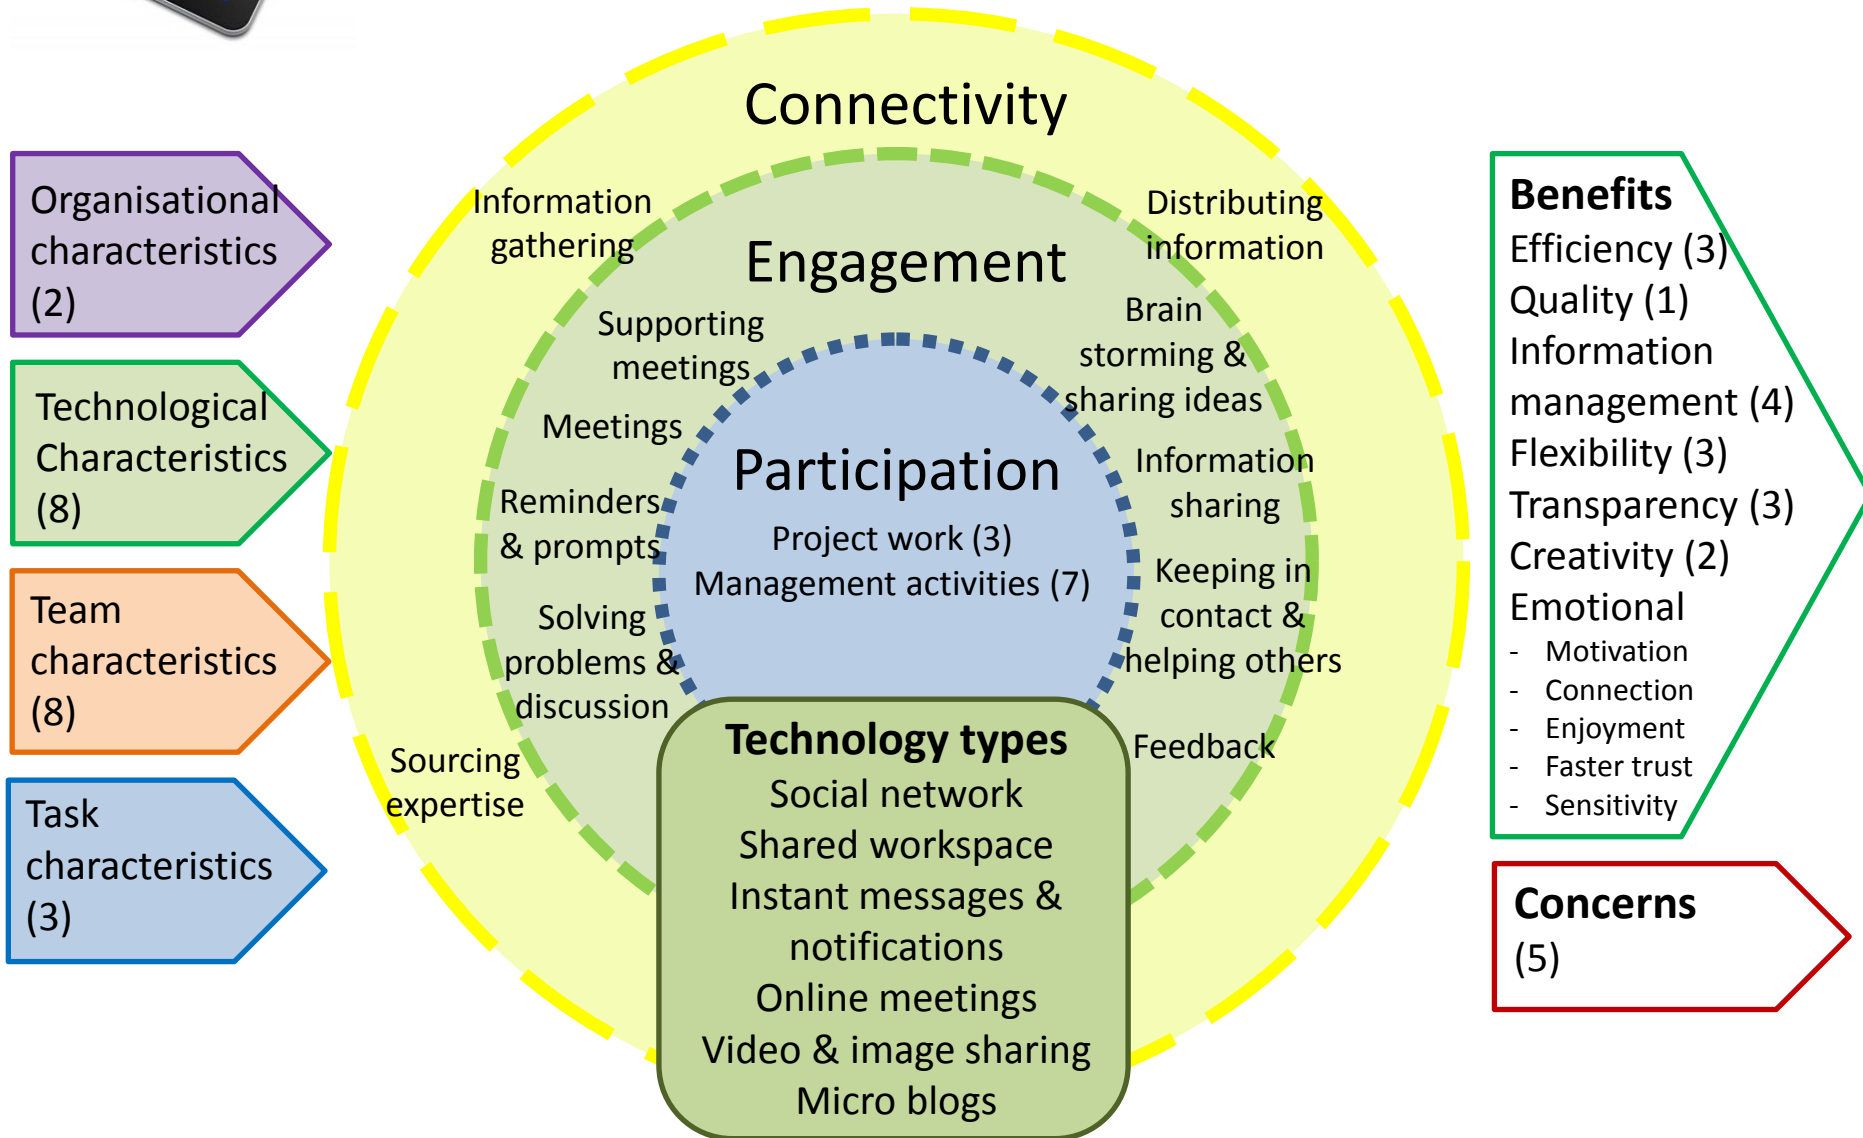 Organisational
characteristics
(2)
Technological
Characteristics
(8)
Team
characteristics
(8)
Task
characteristics
(3)
Connectivity
Information
gathering
Distributing
information
Sourcing
expertise
Engagement
Supporting
meetings
Meetings
Reminders
& prompts
Solving
problems &
discussion
Brain
storming &
sharing ideas
Information
sharing
Keeping in
contact &
helping others
Feedback
Participation
Project work (3)
Management activities (7)
Technology types
Social network
Shared workspace
Instant messages &
notifications
Online meetings
Video & image sharing
Micro blogs
Benefits
Efficiency (3)
Quality (1)
Information
management (4)
Flexibility (3)
Transparency (3)
Creativity (2)
Emotional
- Motivation
- Connection
- Enjoyment
- Faster trust
- Sensitivity
Concerns
(5)